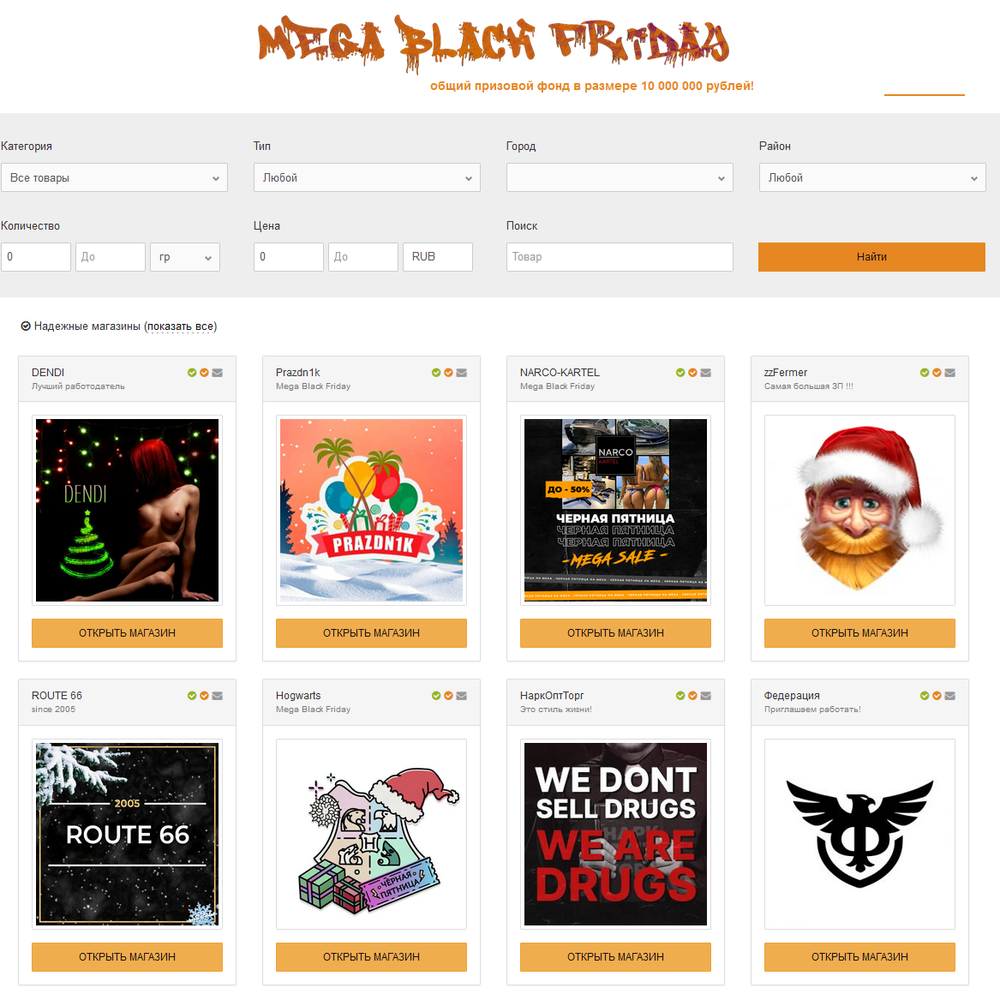 MEGA BLACK FRIDAY
общий призовой фонд в размере 10 000 000 рублей!
Категория Тип Город Район
Все товары Любой Любой
Количество Цена Поиск
0 До гр 0 До RUB Товар Найти
Надежные магазины (показать все)
DENDI Prazdn1k NARCO-KARTEL zzFermer
Лучший работодатель Mega Black Friday Mega Black Friday Самая большая ЗП !!!
DENDI
PRAZDN1K
NARCO
KARTEL
ДО - 50%
ЧЕРНАЯ ПЯТНИЦА
ЧЕРНАЯ ПЯТНИЦА
ЧЕРНАЯ ПЯТНИЦА
- MEGA SALE -
ОТКРЫТЬ МАГАЗИН ОТКРЫТЬ МАГАЗИН ОТКРЫТЬ МАГАЗИН ОТКРЫТЬ МАГАЗИН
ROUTE 66 Hogwarts НаркОптТорг Федерация
since 2005 Mega Black Friday Это стиль жизни! Приглашаем работать!
2005
ROUTE 66
H
ЧЁРНАЯ
ПЯТНИЦА
WE DONT
SELL DRUGS
WE ARE
DRUGS
Ф
ОТКРЫТЬ МАГАЗИН ОТКРЫТЬ МАГАЗИН ОТКРЫТЬ МАГАЗИН ОТКРЫТЬ МАГАЗИН